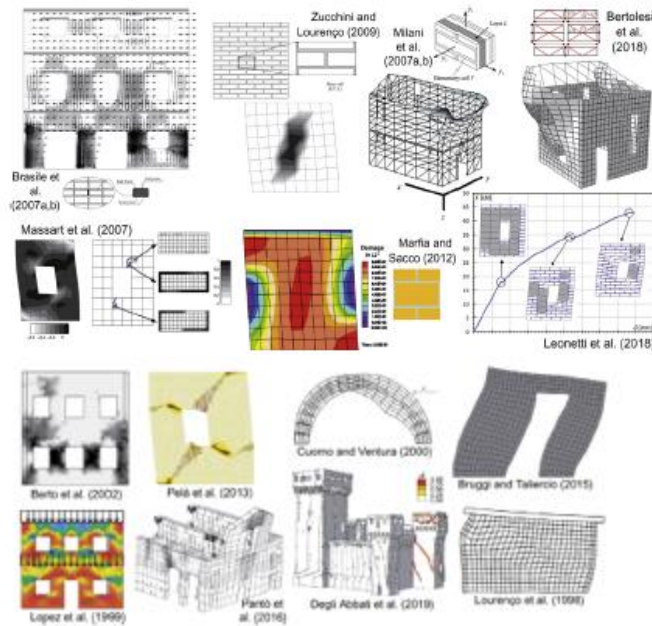 Zucchini and
Lourenço (2009)
Milani
et al.
(2007a,b)
Bertolesi
et al.
(2018)
Brasile et
al.
(2007a,b)
Massart et al. (2007)
Damage
Marfia and
Sacco (2012)
Leonetti et al. (2018)
Berto et al. (2002)
Pelà et al. (2013)
Cuomo and Ventura (2000)
Bruggi and Taliercio (2015)
Lopez et al. (1999)
Pantò et
al. (2016)
Degli Abbati et al. (2019)
Lourenço et al. (1998)